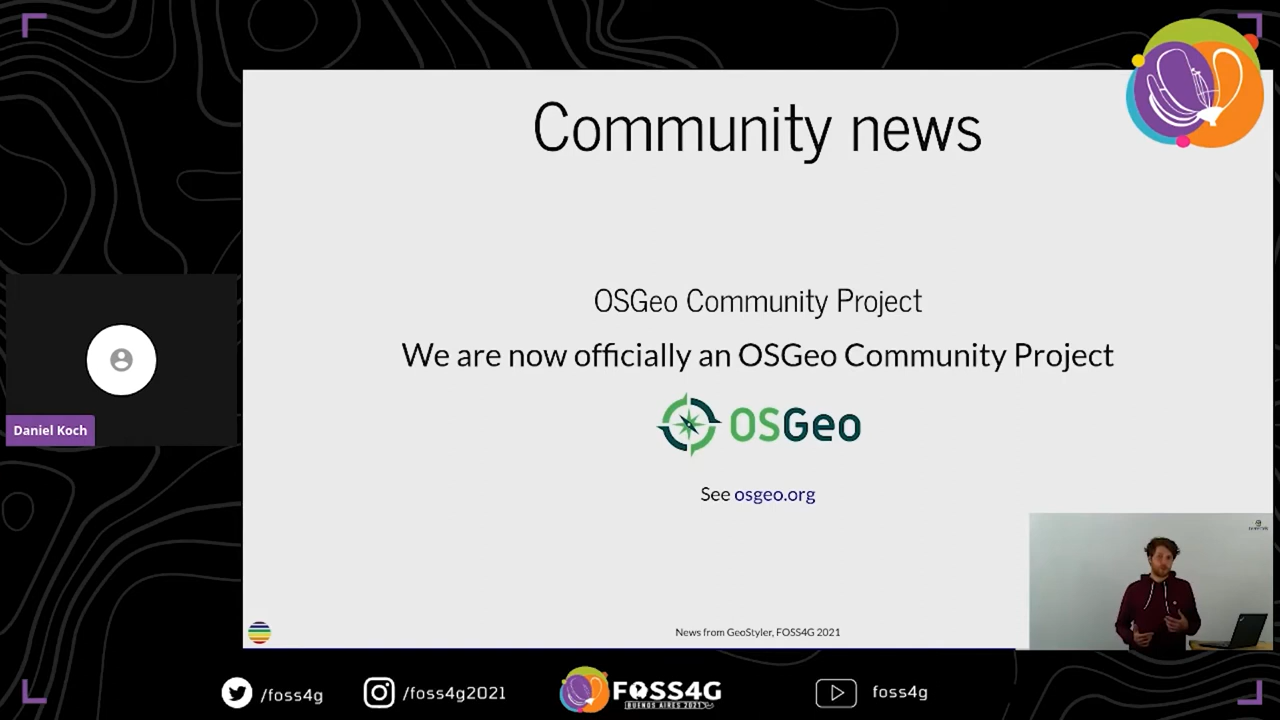 Community news
OSGeo Community Project
We are now officially an OSGeo Community Project
OSGeo
See osgeo.org
Daniel Koch
News from GeoStyler, FOSS4G 2021
/foss4g
/foss4g2021
FOSS4G
BUENOS AIRES 2021
foss4g